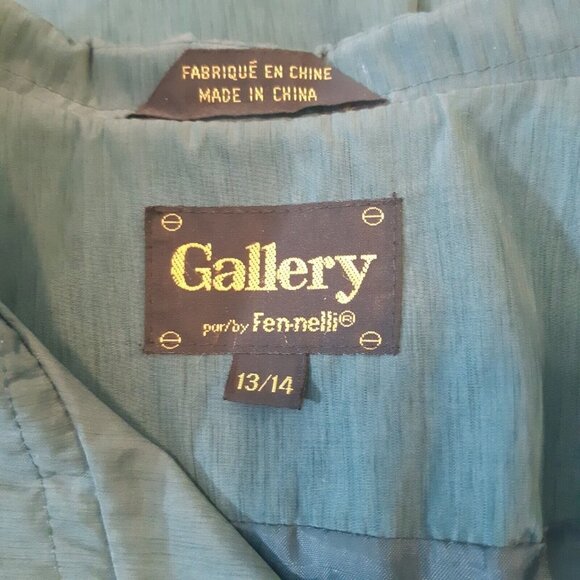 FABRIQUÉ EN CHINE
MADE IN CHINA
Gallery
par/by Fen-nelli®
13/14